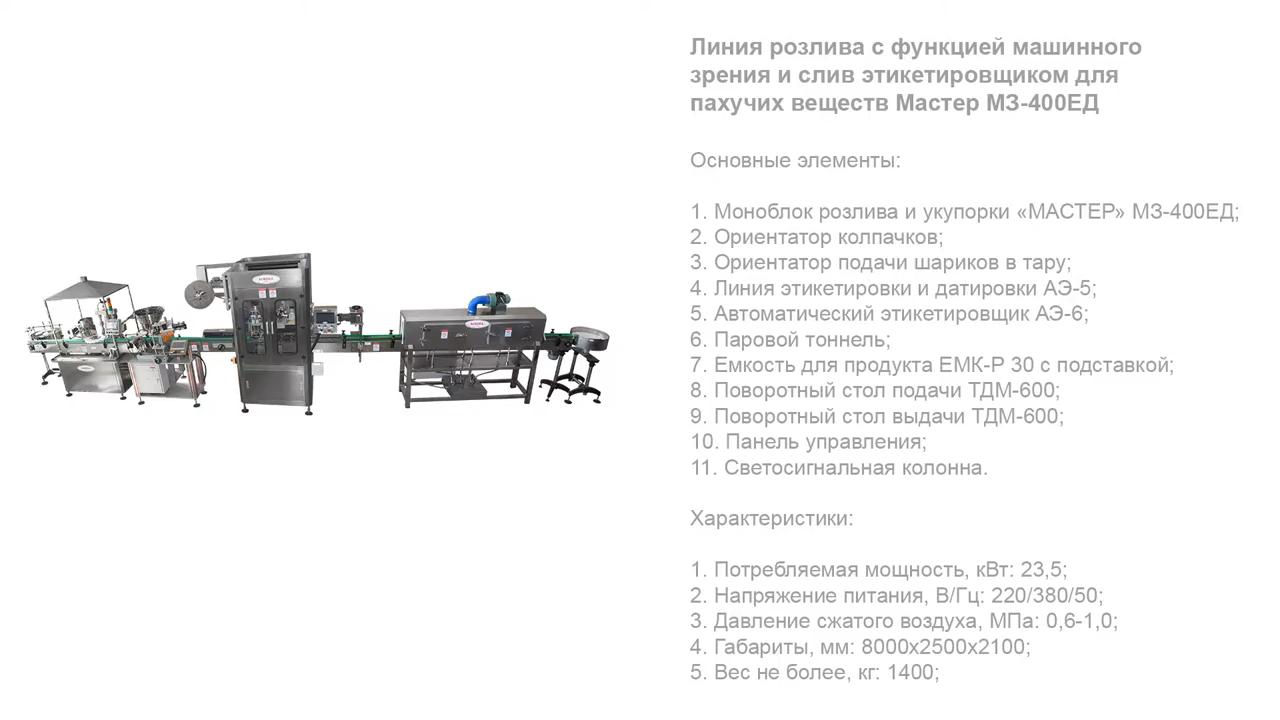 Линия розлива с функцией машинного
зрения и слив этикетировщиком для
пахучих веществ Мастер МЗ-400ЕД
Основные элементы:
1. Моноблок розлива и укупорки «МАСТЕР» МЗ-400ЕД;
2. Ориентатор колпачков;
3. Ориентатор подачи шариков в тару;
4. Линия этикетировки и датировки АЭ-5;
5. Автоматический этикетировщик АЭ-6;
6. Паровой тоннель;
7. Емкость для продукта ЕМК-Р 30 с подставкой;
8. Поворотный стол подачи ТДМ-600;
9. Поворотный стол выдачи ТДМ-600;
10. Панель управления;
11. Светосигнальная колонна.
Характеристики:
1. Потребляемая мощность, кВт: 23,5;
2. Напряжение питания, В/Гц: 220/380/50;
3. Давление сжатого воздуха, МПа: 0,6-1,0;
4. Габариты, мм: 8000х2500х2100;
5. Вес не более, кг: 1400;